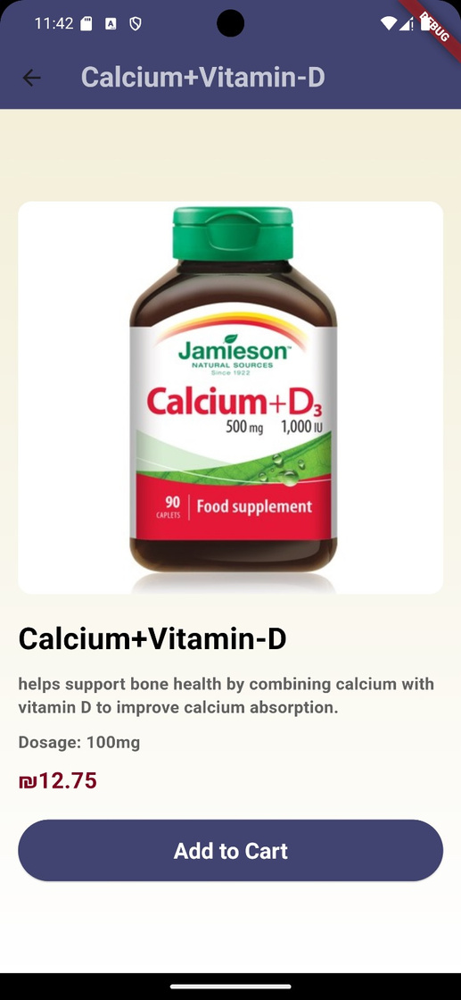 11:42
DEBUG
Calcium+Vitamin-D
Jamieson™
NATURAL SOURCES
Since 1922
Calcium+D₃
500 mg 1,000 IU
90
CAPLETS
Food supplement
Calcium+Vitamin-D
helps support bone health by combining calcium with
vitamin D to improve calcium absorption.
Dosage: 100mg
₪12.75
Add to Cart